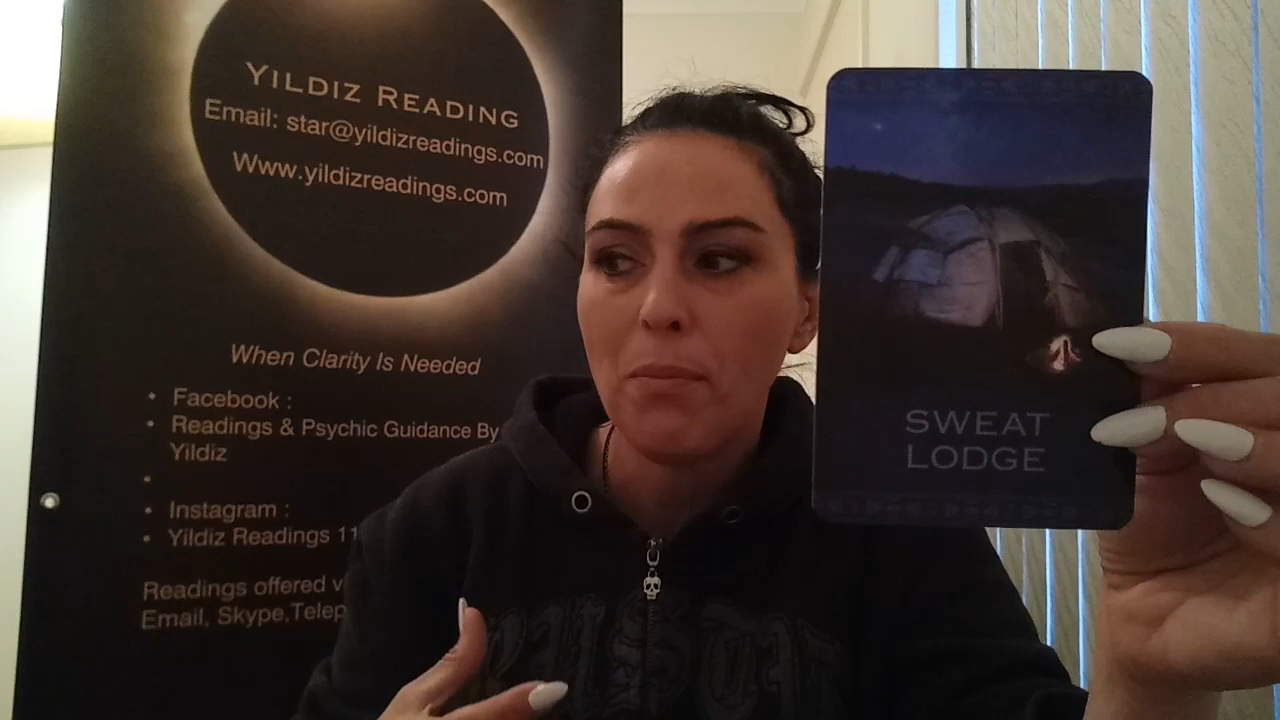 YILDIZ READING
Email: star@yildizreadings.com
Www.yildizreadings.com
When Clarity Is Needed
• Facebook :
• Readings & Psychic Guidance By
Yildiz
•
• Instagram :
• Yildiz Readings 11
Readings offered v
Email, Skype,Telep
SWEAT
LODGE